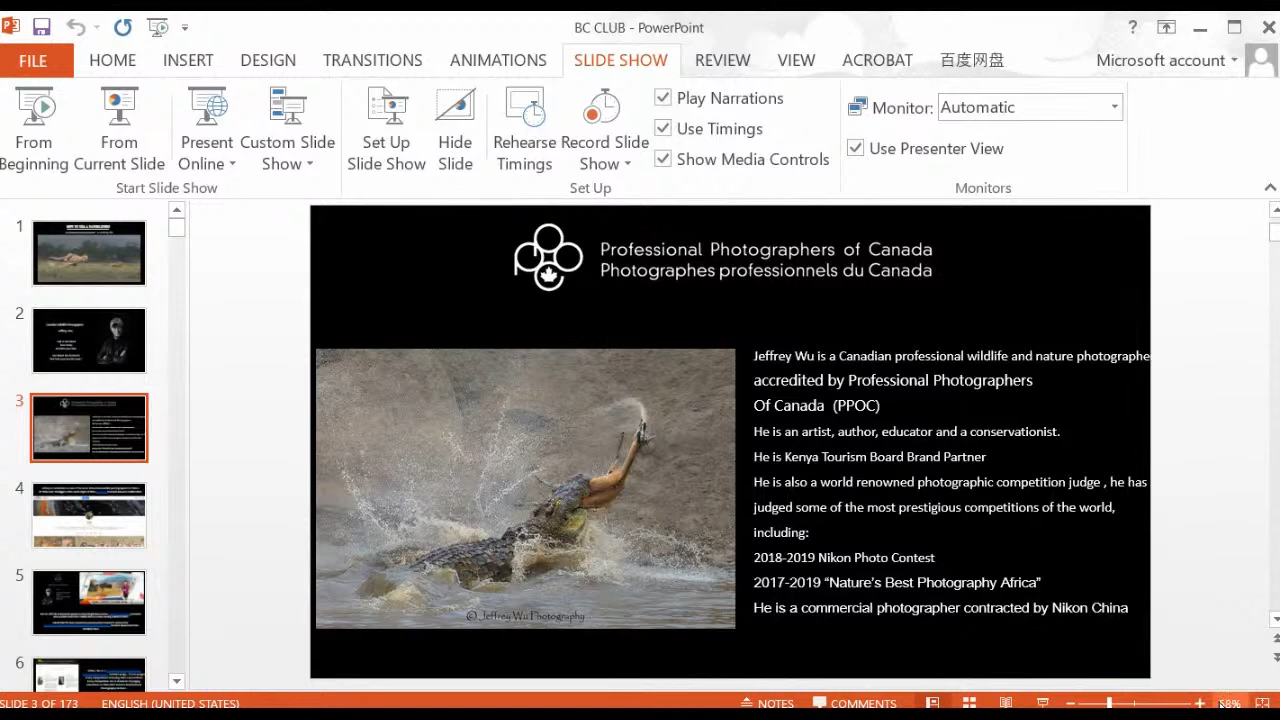 BC CLUB - PowerPoint
?
FILE
HOME
INSERT
DESIGN
TRANSITIONS
ANIMATIONS
SLIDE SHOW
REVIEW
VIEW
ACROBAT
百度网盘
Microsoft account
From Beginning
From Current Slide
Present Online
Custom Slide Show
Set Up Slide Show
Hide Slide
Rehearse Timings
Record Slide Show
Play Narrations
Use Timings
Show Media Controls
Monitor: Automatic
Use Presenter View
Start Slide Show
Set Up
Monitors
1
2
3
4
5
6
Professional Photographers of Canada
Photographes professionnels du Canada
Jeffrey Wu is a Canadian professional wildlife and nature photographe
accredited by Professional Photographers
Of Canada (PPOC)
He is an artist, author, educator and a conservationist.
He is Kenya Tourism Board Brand Partner
He is also a world renowned photographic competition judge , he has
judged some of the most prestigious competitions of the world,
including:
2018-2019 Nikon Photo Contest
2017-2019 “Nature’s Best Photography Africa”
He is a commercial photographer contracted by Nikon China
© Jeffrey Wu Photography
SLIDE 3 OF 173
ENGLISH (UNITED STATES)
NOTES
COMMENTS